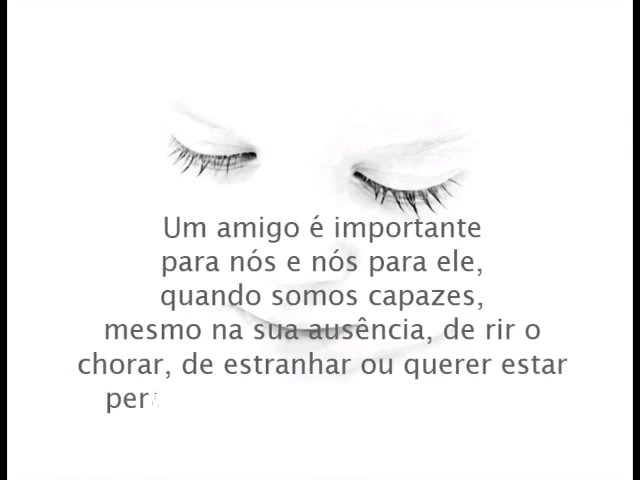 Um amigo é importante
para nós e nós para ele,
quando somos capazes,
mesmo na sua ausência, de rir o
chorar, de estranhar ou querer estar